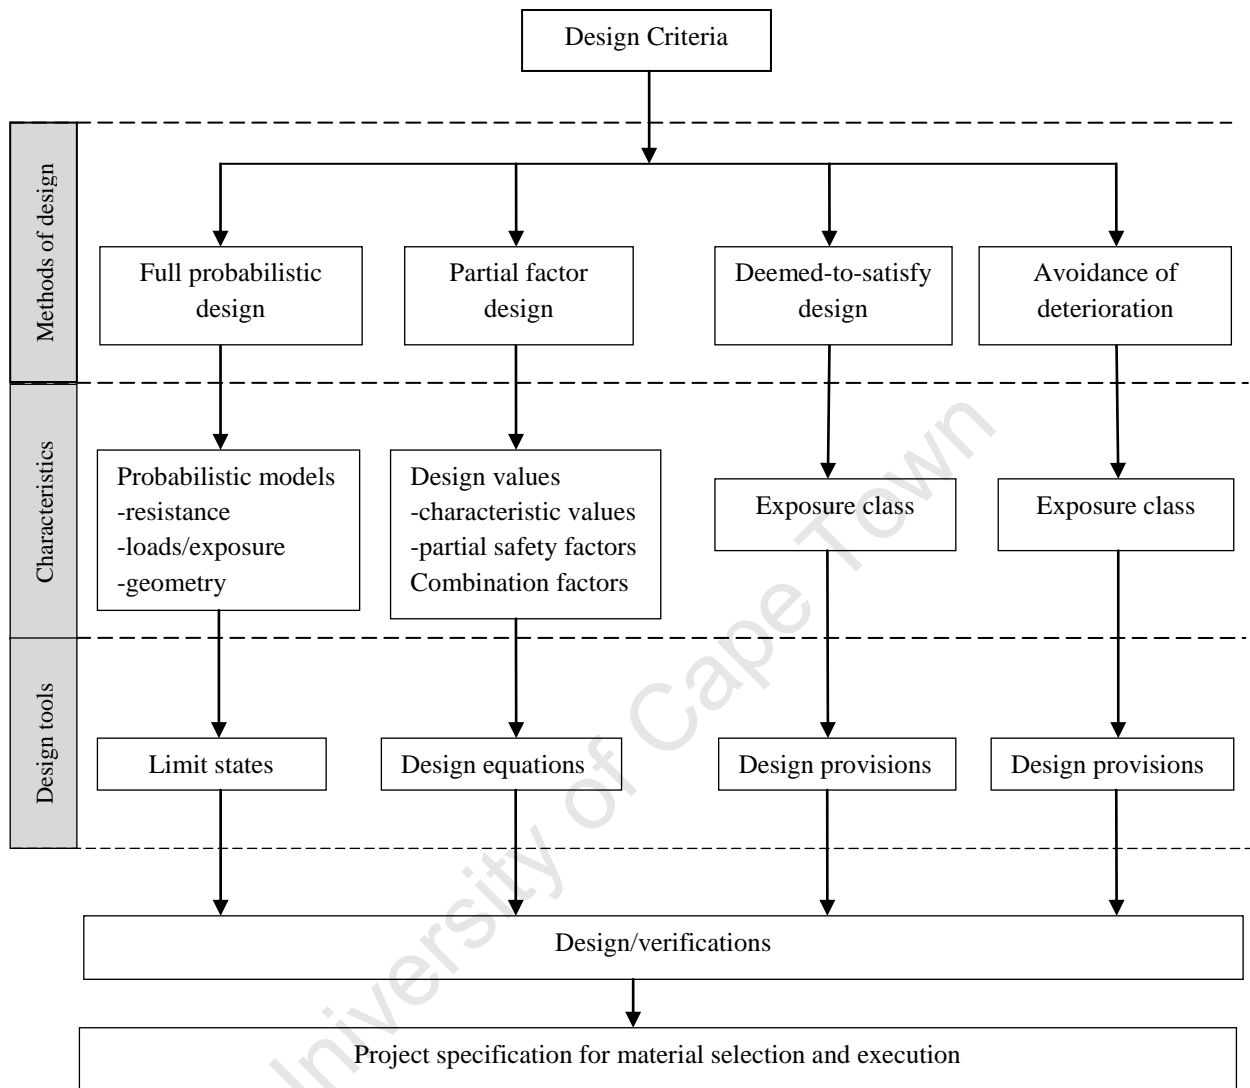 Design Criteria
Methods of design
Full probabilistic
design
Partial factor
design
Deemed-to-satisfy
design
Avoidance of
deterioration
Characteristics
Probabilistic models
-resistance
-loads/exposure
-geometry
Design values
-characteristic values
-partial safety factors
Combination factors
Exposure class
Exposure class
Design tools
Limit states
Design equations
Design provisions
Design provisions
Design/verifications
Project specification for material selection and execution
University of Cape Town